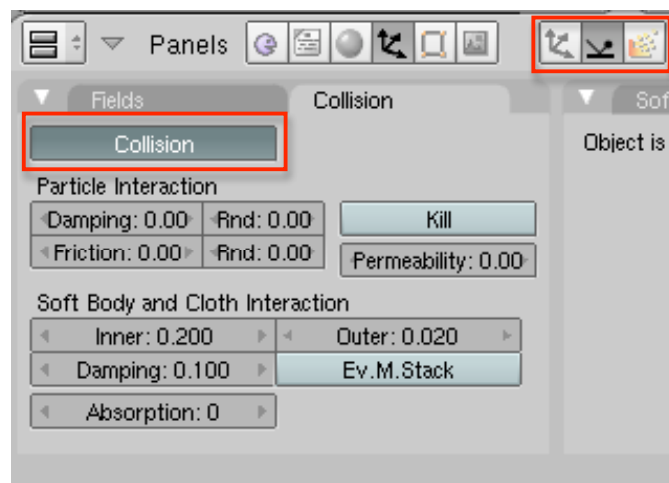 Panels
Fields
Collision
Sof
Collision
Object is
Particle Interaction
Damping: 0.00 Rnd: 0.00 Kill
Friction: 0.00 Rnd: 0.00 Permeability: 0.00
Soft Body and Cloth Interaction
Inner: 0.200 Outer: 0.020
Damping: 0.100 Ev.M.Stack
Absorption: 0